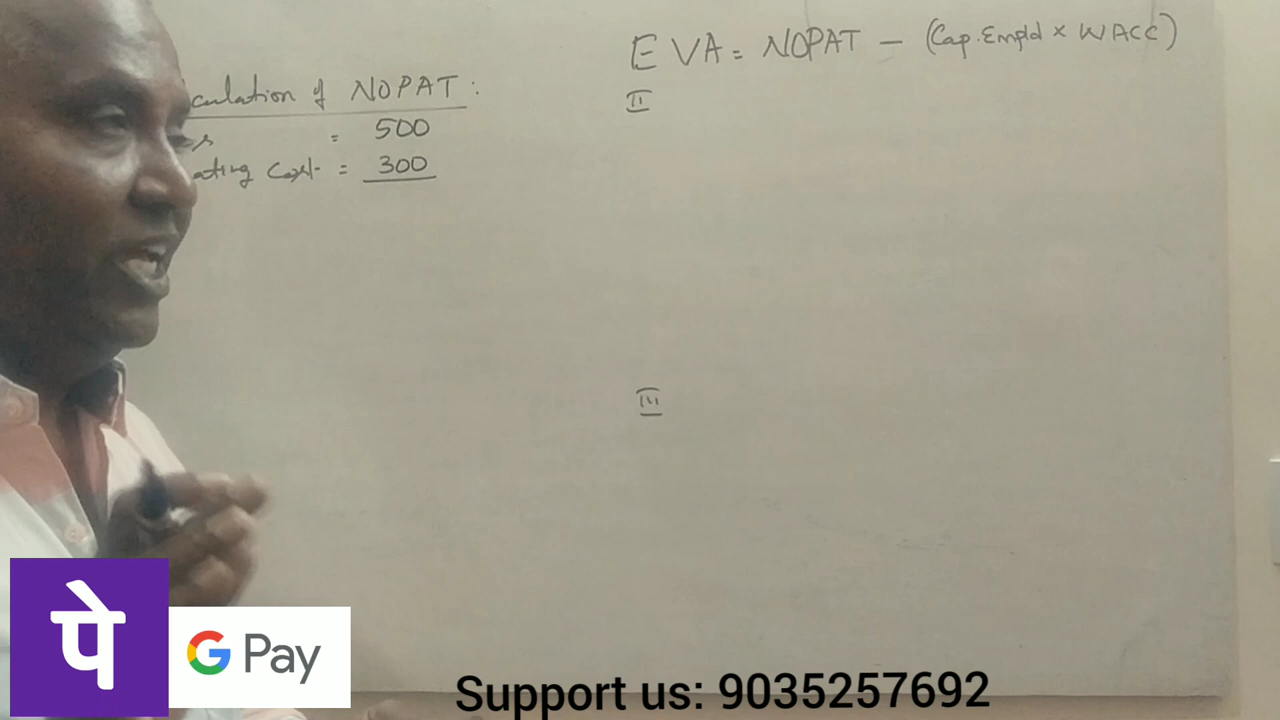 EVA = NOPAT - (Cap.Empld × WACC)
culation of NOPAT :
= 500
ating Cost = 300
II
III
पे
G Pay
Support us: 9035257692